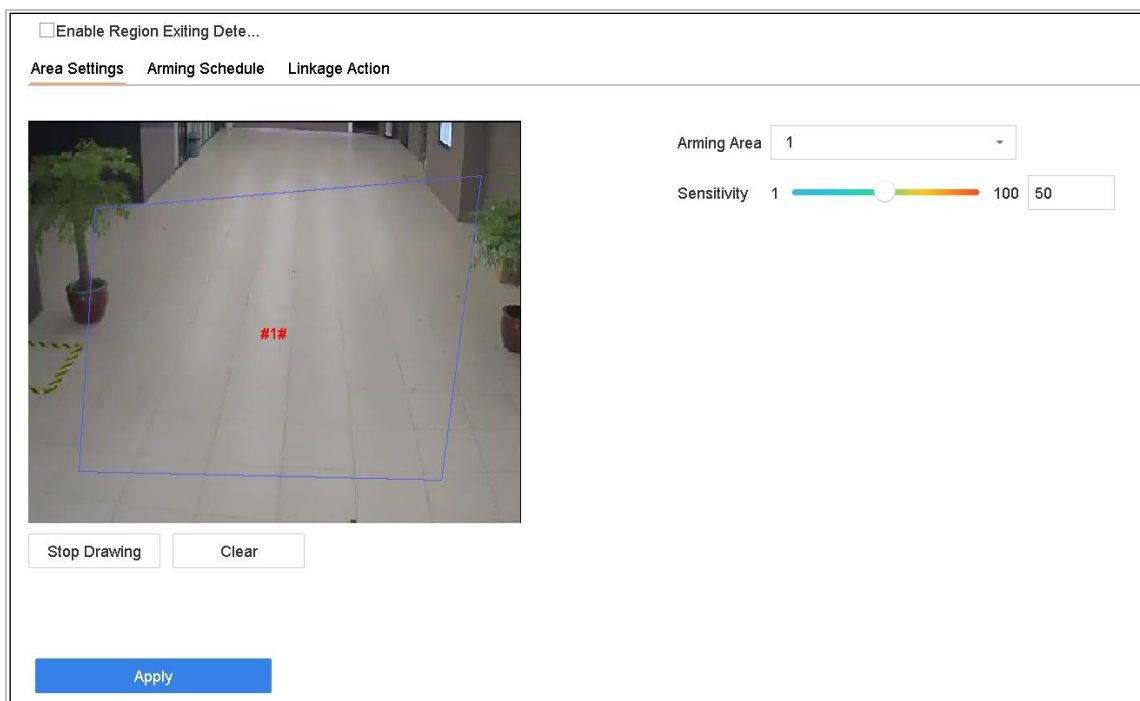 Enable Region Exiting Dete...
Area Settings Arming Schedule Linkage Action
Arming Area 1
Sensitivity 1 100 50
#1#
Stop Drawing Clear
Apply